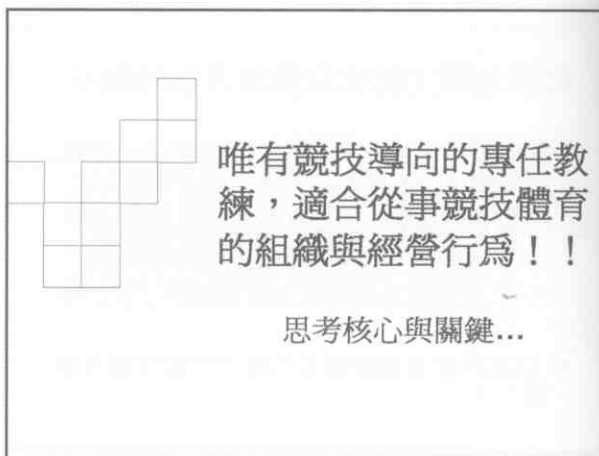 唯有競技導向的專任教
練，適合從事競技體育
的組織與經營行爲！！
思考核心與關鍵...